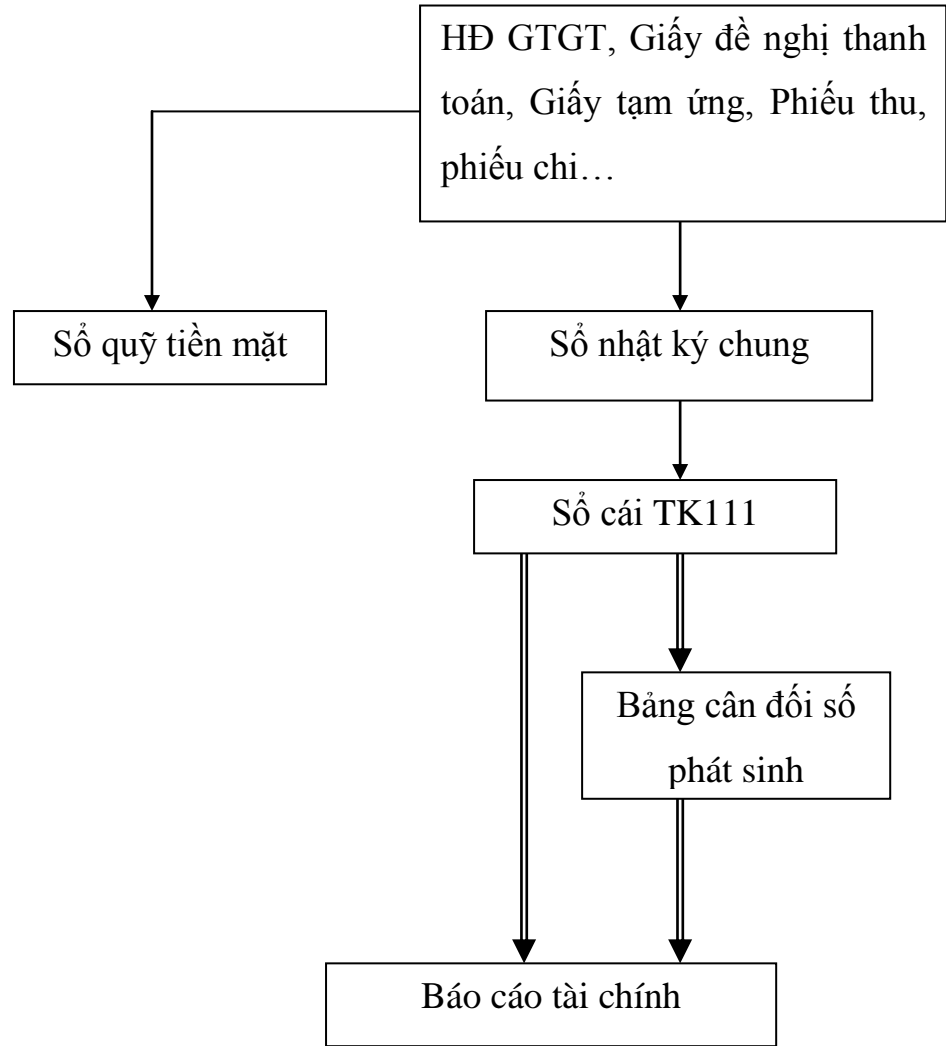 HĐ GTGT, Giấy đề nghị thanh
toán, Giấy tạm ứng, Phiếu thu,
phiếu chi…
Sổ quỹ tiền mặt
Sổ nhật ký chung
Sổ cái TK111
Bảng cân đối số
phát sinh
Báo cáo tài chính